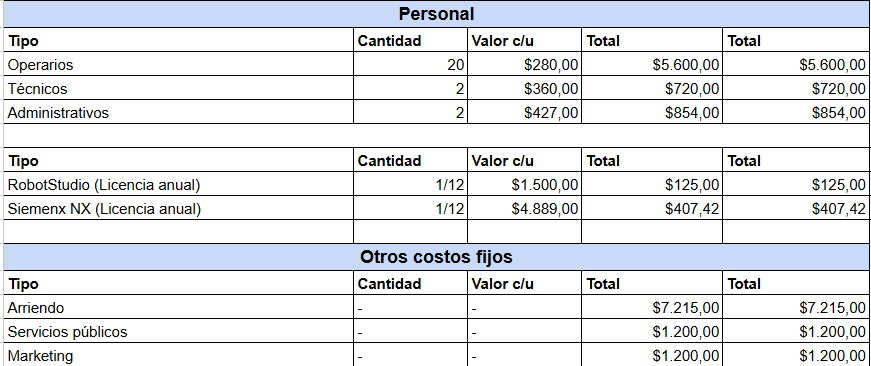 Personal
Tipo Cantidad Valor c/u Total Total
Operarios 20 $280,00 $5.600,00 $5.600,00
Técnicos 2 $360,00 $720,00 $720,00
Administrativos 2 $427,00 $854,00 $854,00
Tipo Cantidad Valor c/u Total Total
RobotStudio (Licencia anual) 1/12 $1.500,00 $125,00 $125,00
Siemenx NX (Licencia anual) 1/12 $4.889,00 $407,42 $407,42
Otros costos fijos
Tipo Cantidad Valor c/u Total Total
Arriendo - - $7.215,00 $7.215,00
Servicios públicos - - $1.200,00 $1.200,00
Marketing - - $1.200,00 $1.200,00